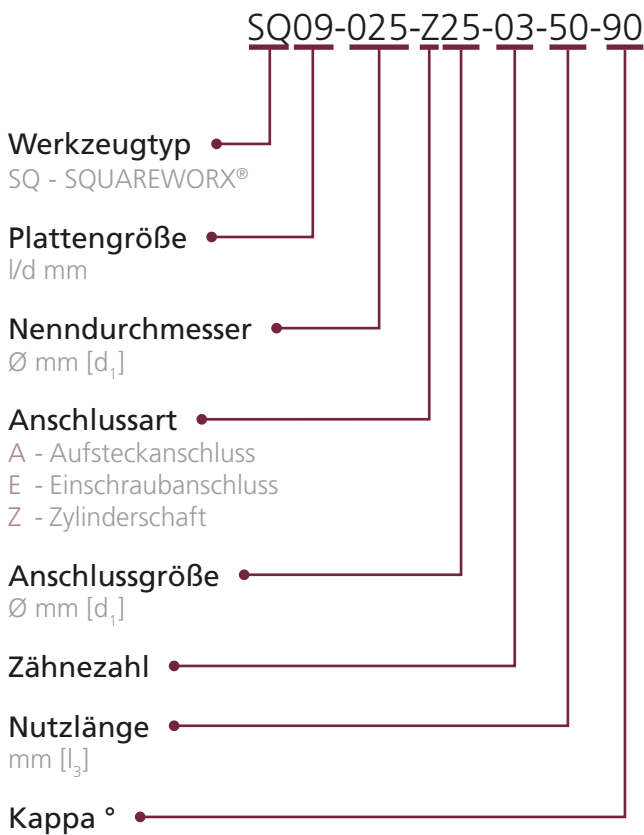 SQ09-025-Z25-03-50-90
Werkzeugtyp
SQ - SQUAREWORX®
Plattengröße
l/d mm
Nenndurchmesser
Ø mm [d₁]
Anschlussart
A - Aufsteckanschluss
E - Einschraubanschluss
Z - Zylinderschaft
Anschlussgröße
Ø mm [d₁]
Zähnezahl
Nutzlänge
mm [l₃]
Kappa °